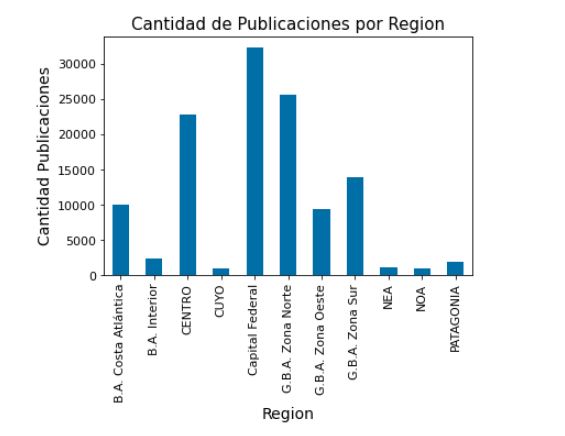 Cantidad de Publicaciones por Region
Cantidad Publicaciones
30000
25000
20000
15000
10000
5000
0
B.A. Costa Atlántica
B.A. Interior
CENTRO
CUYO
Capital Federal
G.B.A. Zona Norte
G.B.A. Zona Oeste
G.B.A. Zona Sur
NEA
NOA
PATAGONIA
Region